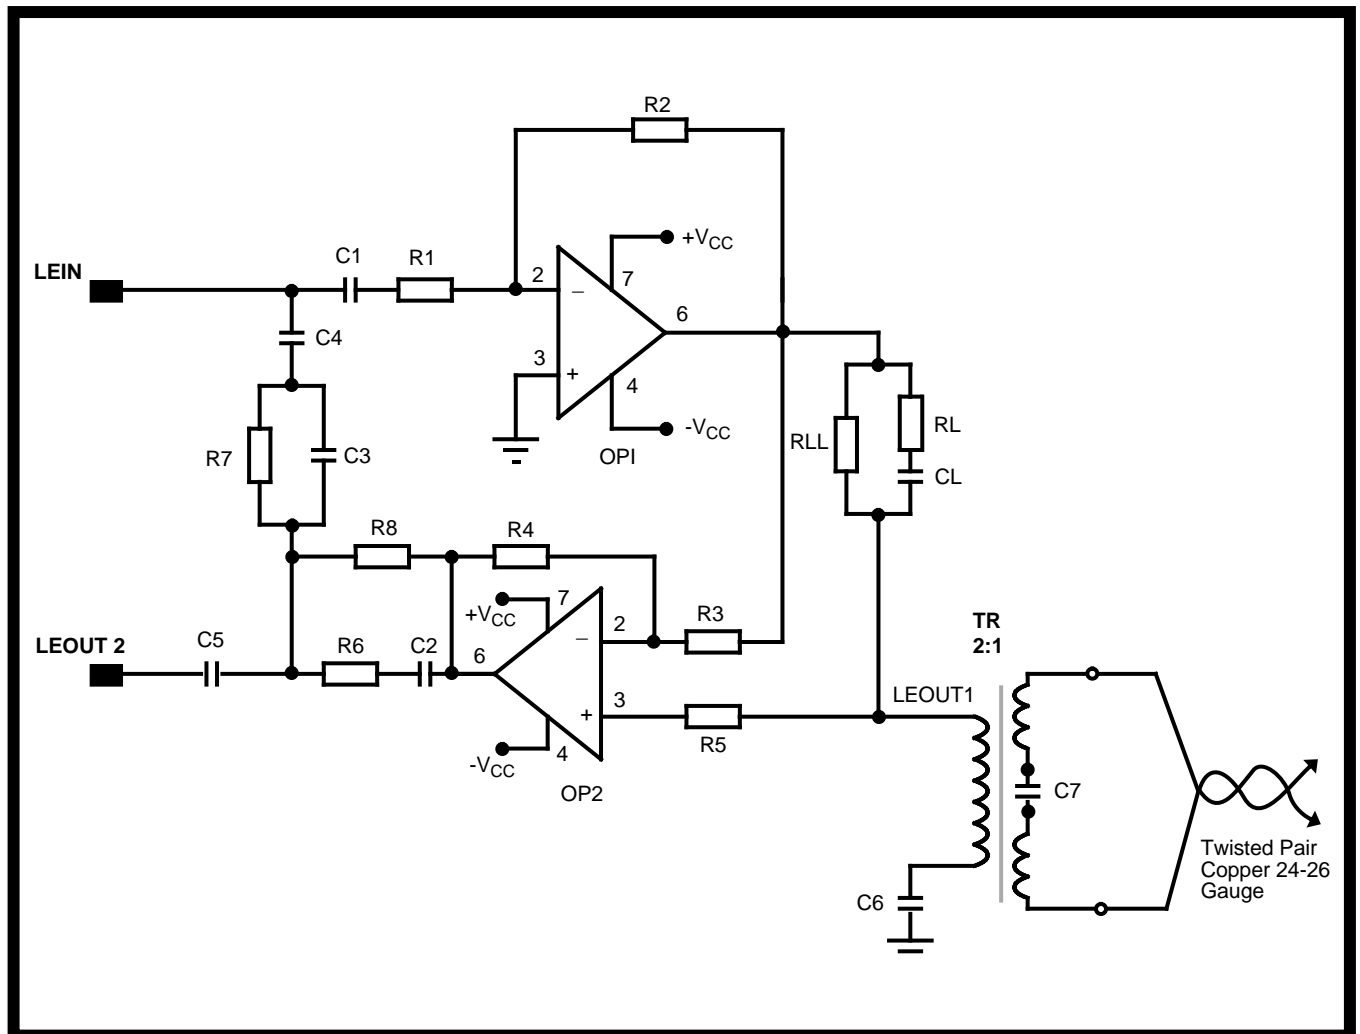 R2
+VCC
C1
R1
LEIN
2
−
7
6
C4
3
+
4
-VCC
OPI
R7
C3
RLL
RL
CL
R8
R4
+VCC
7
−
2
R3
TR
2:1
LEOUT 2
C5
R6
C2
6
LEOUT1
+
3
R5
-VCC
4
OP2
C7
Twisted Pair
Copper 24-26
Gauge
C6